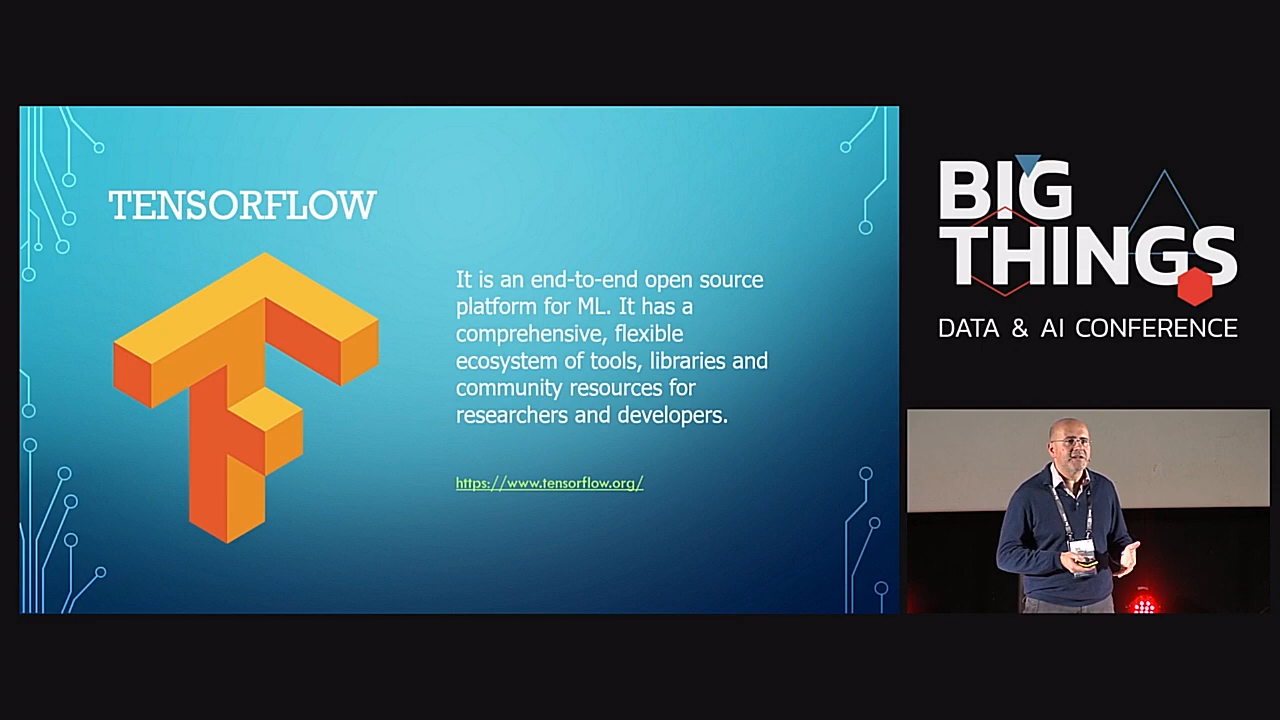 TENSORFLOW
It is an end-to-end open source
platform for ML. It has a
comprehensive, flexible
ecosystem of tools, libraries and
community resources for
researchers and developers.
https://www.tensorflow.org/
BIG
THINGS
DATA & AI CONFERENCE